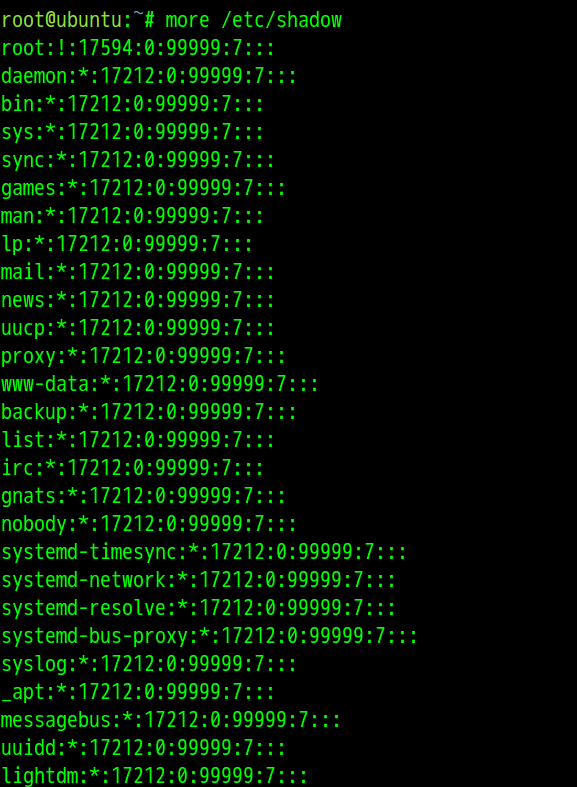 root@ubuntu:~# more /etc/shadow
root:!:17594:0:99999:7:::
daemon:*:17212:0:99999:7:::
bin:*:17212:0:99999:7:::
sys:*:17212:0:99999:7:::
sync:*:17212:0:99999:7:::
games:*:17212:0:99999:7:::
man:*:17212:0:99999:7:::
lp:*:17212:0:99999:7:::
mail:*:17212:0:99999:7:::
news:*:17212:0:99999:7:::
uucp:*:17212:0:99999:7:::
proxy:*:17212:0:99999:7:::
www-data:*:17212:0:99999:7:::
backup:*:17212:0:99999:7:::
list:*:17212:0:99999:7:::
irc:*:17212:0:99999:7:::
gnats:*:17212:0:99999:7:::
nobody:*:17212:0:99999:7:::
systemd-timesync:*:17212:0:99999:7:::
systemd-network:*:17212:0:99999:7:::
systemd-resolve:*:17212:0:99999:7:::
systemd-bus-proxy:*:17212:0:99999:7:::
syslog:*:17212:0:99999:7:::
_apt:*:17212:0:99999:7:::
messagebus:*:17212:0:99999:7:::
uuidd:*:17212:0:99999:7:::
lightdm:*:17212:0:99999:7:::